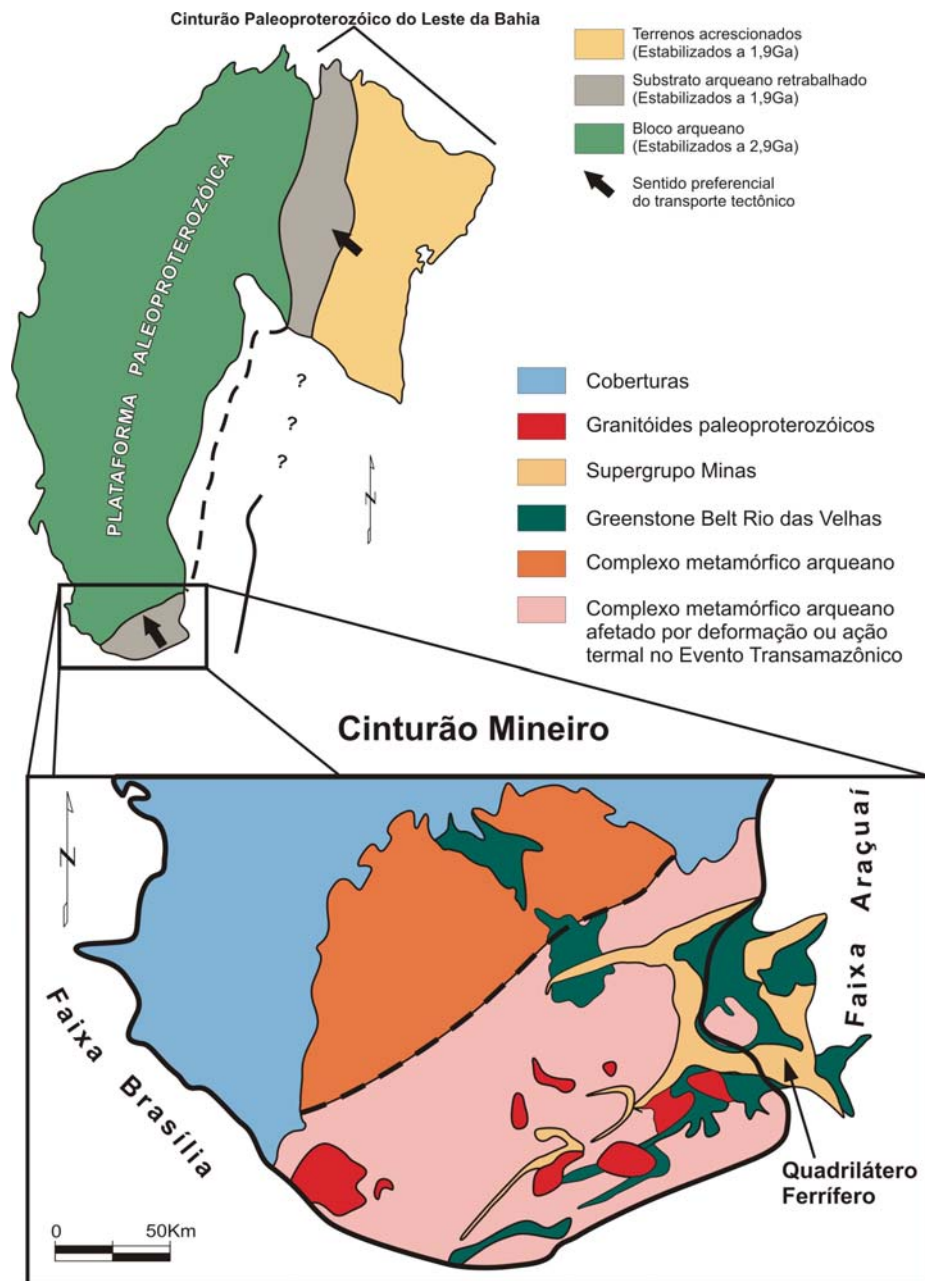 Cinturão Paleoproterozóico do Leste da Bahia
Terrenos acrescionados
(Estabilizados a 1,9Ga)
Substrato arqueano retrabalhado
(Estabilizados a 1,9Ga)
Bloco arqueano
(Estabilizados a 2,9Ga)
Sentido preferencial
do transporte tectônico
PLATAFORMA PALEOPROTEROZÓICA
?
?
?
N
Coberturas
Granitóides paleoproterozóicos
Supergrupo Minas
Greenstone Belt Rio das Velhas
Complexo metamórfico arqueano
Complexo metamórfico arqueano
afetado por deformação ou ação
termal no Evento Transamazônico
Cinturão Mineiro
N
Faixa Araçuaí
Faixa Brasília
Quadrilátero
Ferrífero
0 50Km